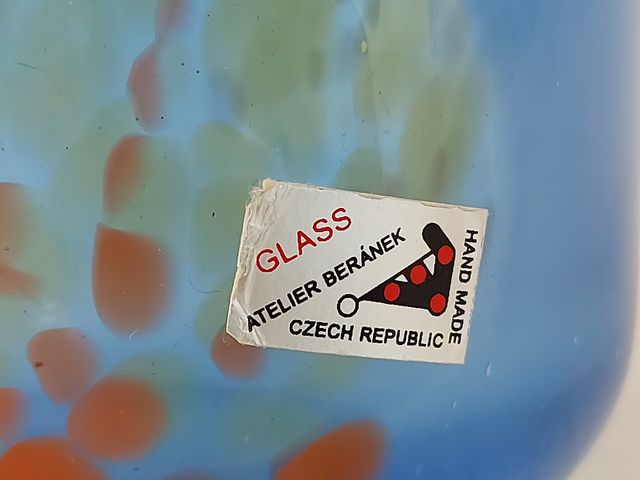 GLASS
ATELIER BERÁNEK
CZECH REPUBLIC
HAND MADE